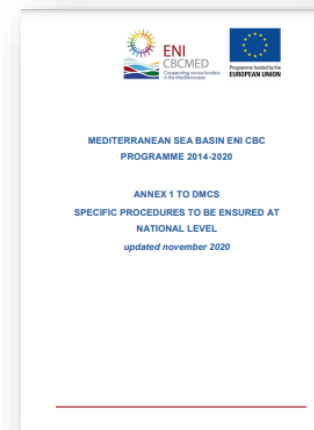 ENI
CBCMED
Cooperating across borders
in the Mediterranean
Programme funded by the
EUROPEAN UNION
MEDITERRANEAN SEA BASIN ENI CBC
PROGRAMME 2014-2020
ANNEX 1 TO DMCS
SPECIFIC PROCEDURES TO BE ENSURED AT
NATIONAL LEVEL
updated november 2020